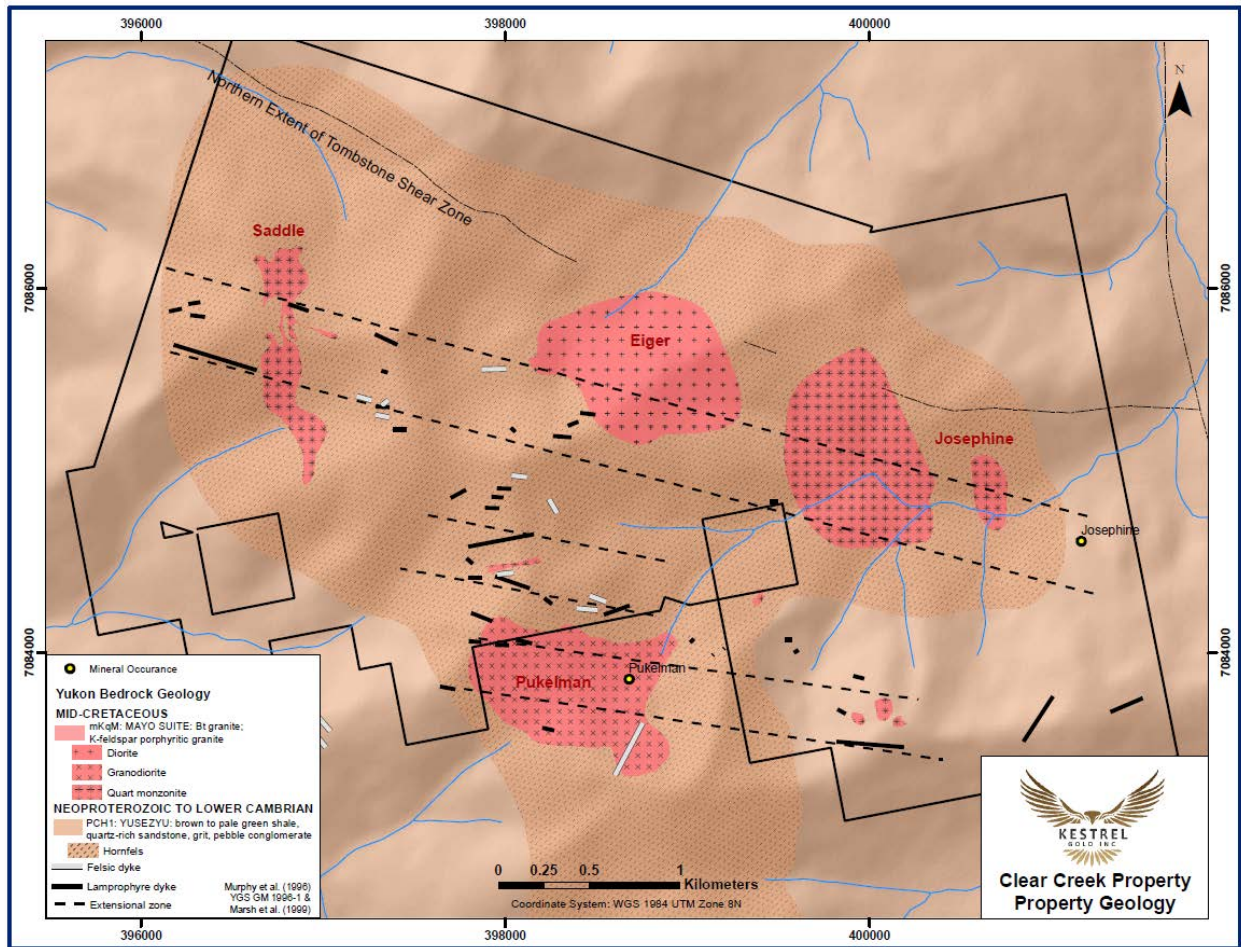 396000
398000
400000
N
Northern Extent of Tombstone Shear Zone
Saddle
7086000
7086000
Eiger
Josephine
Josephine
7084000
7084000
Pukelman
Pukelman
Mineral Occurance
Yukon Bedrock Geology
MID-CRETACEOUS
mKqM: MAYO SUITE: Bt granite;
K-feldspar porphyritic granite
Diorite
Granodiorite
Quart monzonite
NEOPROTEROZOIC TO LOWER CAMBRIAN
PCH1: YUSEZYU: brown to pale green shale,
quartz-rich sandstone, grit, pebble conglomerate
Hornfels
Felsic dyke
Lamprophyre dyke
Extensional zone
Murphy et al. (1996)
YGS GM 1996-1 &
Marsh et al. (1999)
0 0.25 0.5 1
Kilometers
Coordinate System: WGS 1984 UTM Zone 8N
KESTREL
GOLD INC
Clear Creek Property
Property Geology
396000
398000
400000